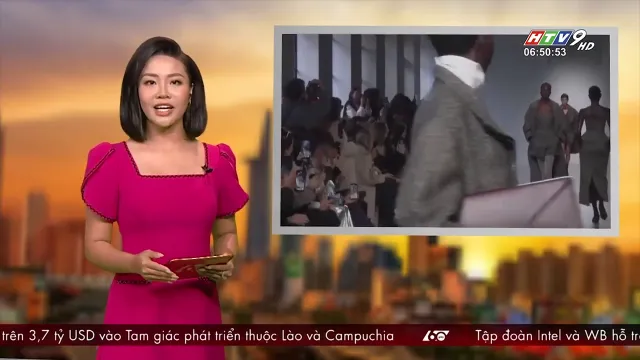 HTV9 HD
06:50:53
trên 3,7 tỷ USD vào Tam giác phát triển thuộc Lào và Campuchia
60
Tập đoàn Intel và WB hỗ